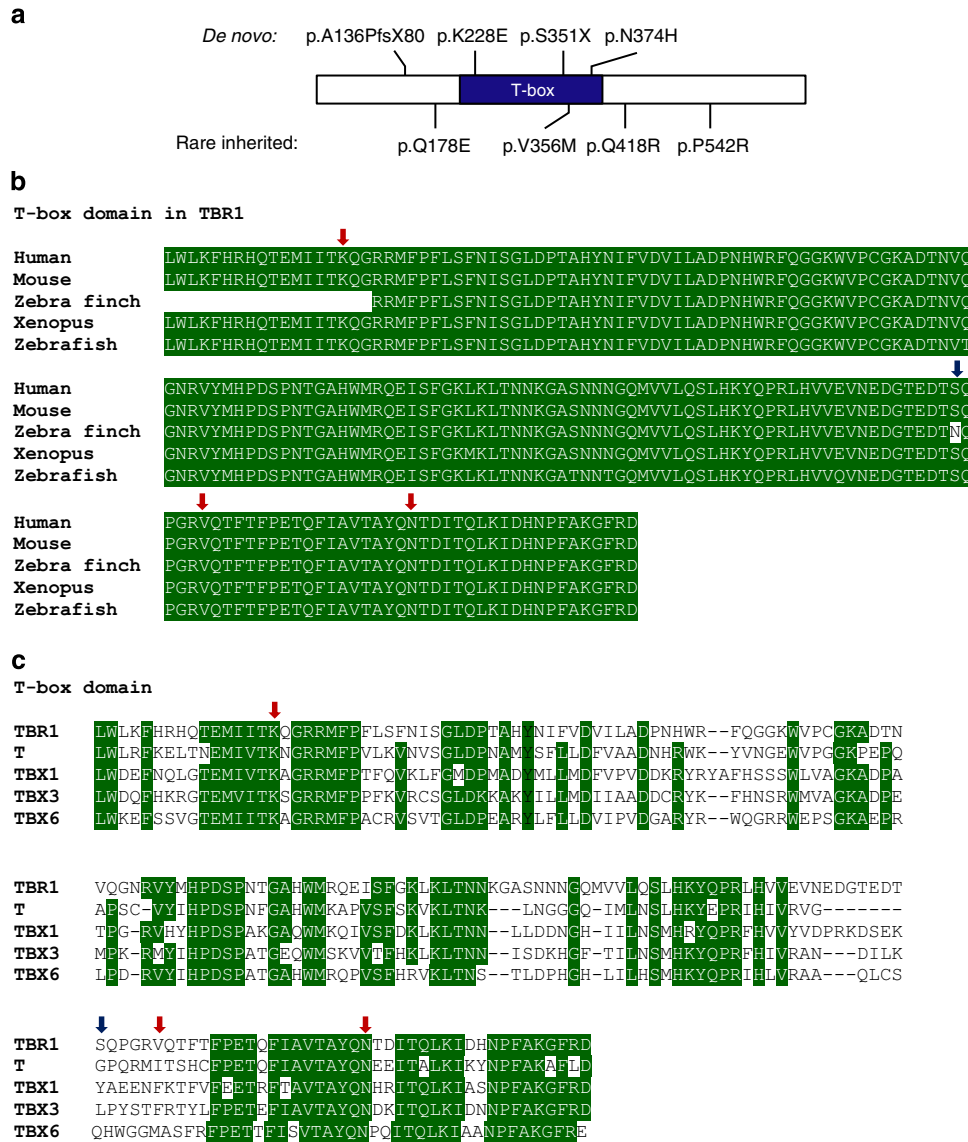 a
De novo: p.A136PfsX80 p.K228E p.S351X p.N374H
T-box
Rare inherited: p.Q178E p.V356M p.Q418R p.P542R
b
T-box domain in TBR1
Human LWLKFHRHQTEMIITKQGRRMFPFLSFNISGLDPTAHYNIFVDVILADPNHWRFQGGKWVPCGKADTNVQ
Mouse LWLKFHRHQTEMIITKQGRRMFPFLSFNISGLDPTAHYNIFVDVILADPNHWRFQGGKWVPCGKADTNVQ
Zebra finch RRMFPFLSFNISGLDPTAHYNIFVDVILADPNHWRFQGGKWVPCGKADTNVQ
Xenopus LWLKFHRHQTEMIITKQGRRMFPFLSFNISGLDPTAHYNIFVDVILADPNHWRFQGGKWVPCGKADTNVQ
Zebrafish LWLKFHRHQTEMIITKQGRRMFPFLSFNISGLDPTAHYNIFVDVILADPNHWRFQGGKWVPCGKADTNVT
Human GNRVYMHPDSPNTGAHWMRQEISFGKLKLTNNKGASNNNGQMVVLQSLHKYQPRLHVVEVNEDGTEDTSQ
Mouse GNRVYMHPDSPNTGAHWMRQEISFGKLKLTNNKGASNNNGQMVVLQSLHKYQPRLHVVEVNEDGTEDTSQ
Zebra finch GNRVYMHPDSPNTGAHWMRQEISFGKLKLTNNKGASNNNGQMVVLQSLHKYQPRLHVVEVNEDGTEDTNQ
Xenopus GNRVYMHPDSPNTGAHWMRQEISFGKMKLTNNKGASNNNGQMVVLQSLHKYQPRLHVVEVNEDGTEDTSQ
Zebrafish GNRVYMHPDSPNTGAHWMRQEISFGKLKLTNNKGATNNTGQMVVLQSLHKYQPRLHVVQVNEDGTEDTSQ
Human PGRVQTFTFPETQFIAVTAYQNTDITQLKIDHNPFAKGFRD
Mouse PGRVQTFTFPETQFIAVTAYQNTDITQLKIDHNPFAKGFRD
Zebra finch PGRVQTFTFPETQFIAVTAYQNTDITQLKIDHNPFAKGFRD
Xenopus PGRVQTFTFPETQFIAVTAYQNTDITQLKIDHNPFAKGFRD
Zebrafish PGRVQTFTFPETQFIAVTAYQNTDITQLKIDHNPFAKGFRD
c
T-box domain
TBR1 LWLKFHRHQTEMIITKQGRRMFPFLSFNISGLDPTAHYNIFVDVILADPNHWR--FQGGKWVPCGKADTN
T LWLRFKELTNEMIVTKNGRRMFPVLKVNVSGLDPNAMYSFLLDFVAADNHRWK--YVNGEWVPGGKPEPQ
TBX1 LWDEFNQLGTEMIVTKAGRRMFPTFQVKLFGMDPMADYMLLMDFVPVDDKRYRYAFHSSSWLVAGKADPA
TBX3 LWDQFHKRGTEMVITKSGRRMFPPFKVRCSGLDKKAKYILLMDIIAADDCRYK--FHNSRWMVAGKADPE
TBX6 LWKEFSSVGTEMIITKAGRRMFPACRVSVTGLDPEARYLFLLDVIPVDGARYR--WQGRRWEPSGKAEPR
TBR1 VQGNRVYMHPDSPNTGAHWMRQEISFGKLKLTNNKGASNNNGQMVVLQSLHKYQPRLHVVEVNEDGTEDT
T APSC-VYIHPDSPNFGAHWMKAPVSFSKVKLTNK---LNGGGQ-IMLNSLHKYEPRIHIVRVG-------
TBX1 TPG-RVHYHPDSPAKGAQWMKQIVSFDKLKLTNN---LLDDNGH-IILNSMHRYQPRFHVVYVDPRKDSEK
TBX3 MPK-RMYIHPDSPATGEQWMSKVVTFHKLKLTNN---ISDKHGF-TILNSMHKYQPRFHIVRAN---DILK
TBX6 LPD-RVYIHPDSPATGAHWMRQPVSFHRVKLTNS---TLDPHGH-LILHSMHKYQPRIHLVRAA---QLCS
TBR1 SQPGRVQTFTFPETQFIAVTAYQNTDITQLKIDHNPFAKGFRD
T GPQRMITSHCFPETQFIAVTAYQNEEITALKIKYNPFAKAFLD
TBX1 YAEENFKTFVFEETRFTAVTAYQNHRITQLKIASNPFAKGFRD
TBX3 LPYSTFRTYLFPETEFIAVTAYQNDKITQLKIDNNPFAKGFRD
TBX6 QHWGGMASFRFPETTFISVTAYQNPQITQLKIAANPFAKGFRE